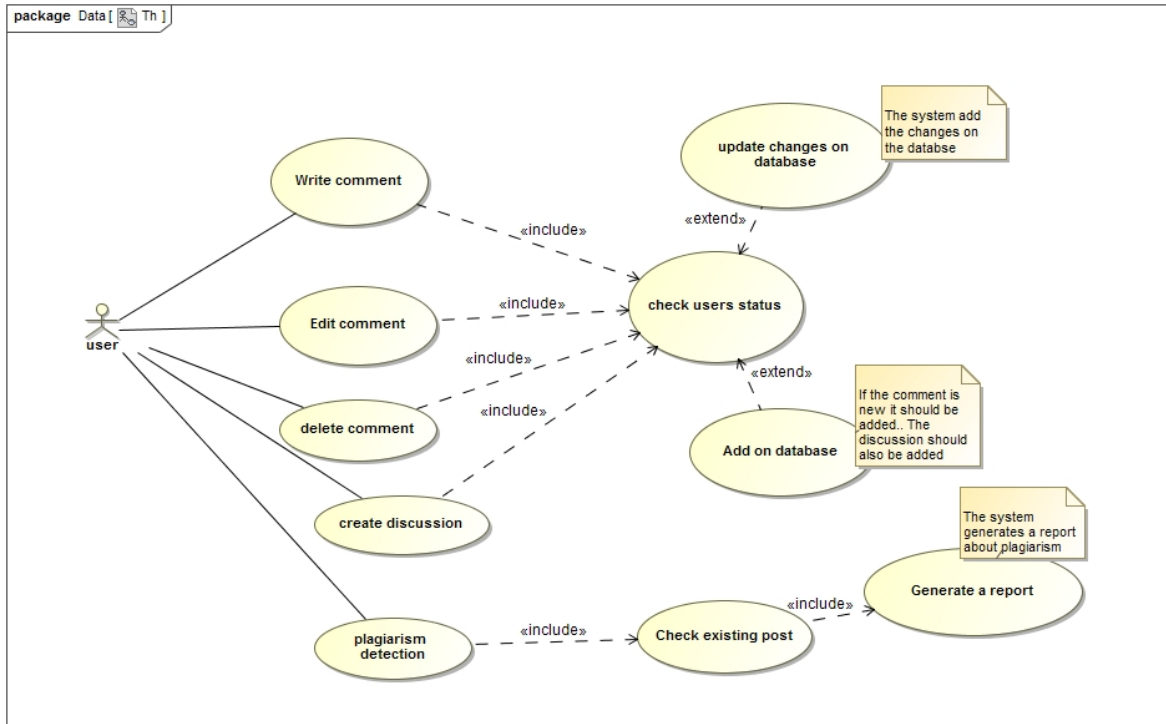 package Data [ Th ]
The system add
the changes on
the databse
update changes on
database
Write comment
«extend»
«include»
check users status
«include»
Edit comment
user
«include»
«extend»
If the comment is
new it should be
added.. The
discussion should
also be added
«include»
delete comment
Add on database
create discussion
The system
generates a report
about plagiarism
Generate a report
«include»
«include»
Check existing post
plagiarism
detection